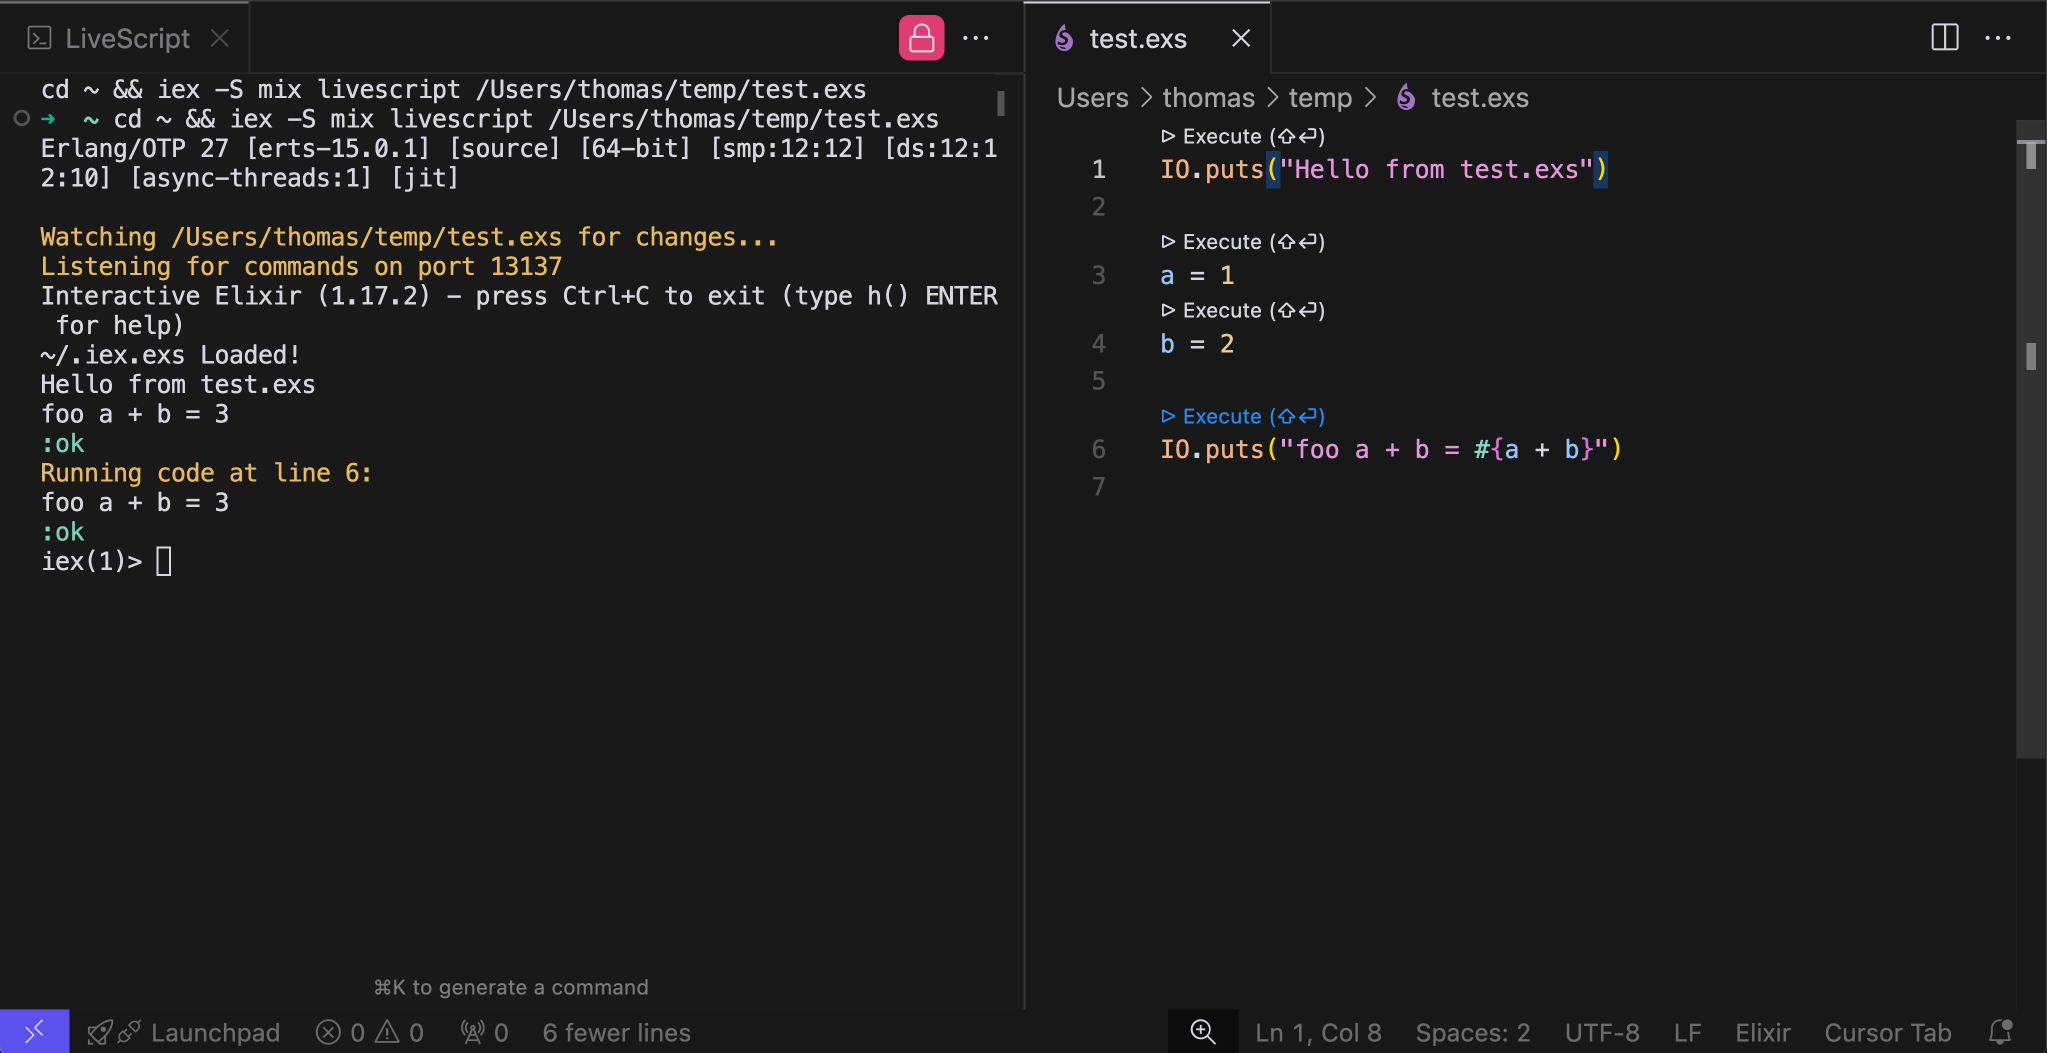 LiveScript
cd ~ && iex -S mix livescript /Users/thomas/temp/test.exs
➜  ~ cd ~ && iex -S mix livescript /Users/thomas/temp/test.exs
Erlang/OTP 27 [erts-15.0.1] [source] [64-bit] [smp:12:12] [ds:12:1
2:10] [async-threads:1] [jit]
Watching /Users/thomas/temp/test.exs for changes...
Listening for commands on port 13137
Interactive Elixir (1.17.2) - press Ctrl+C to exit (type h() ENTER
 for help)
~/.iex.exs Loaded!
Hello from test.exs
foo a + b = 3
:ok
Running code at line 6:
foo a + b = 3
:ok
iex(1)>
⌘K to generate a command
test.exs
Users > thomas > temp > test.exs
▷ Execute (⇧⏎)
1 IO.puts("Hello from test.exs")
2
▷ Execute (⇧⏎)
3 a = 1
▷ Execute (⇧⏎)
4 b = 2
5
▷ Execute (⇧⏎)
6 IO.puts("foo a + b = #{a + b}")
7
Launchpad 0 0 0 6 fewer lines Ln 1, Col 8 Spaces: 2 UTF-8 LF Elixir Cursor Tab